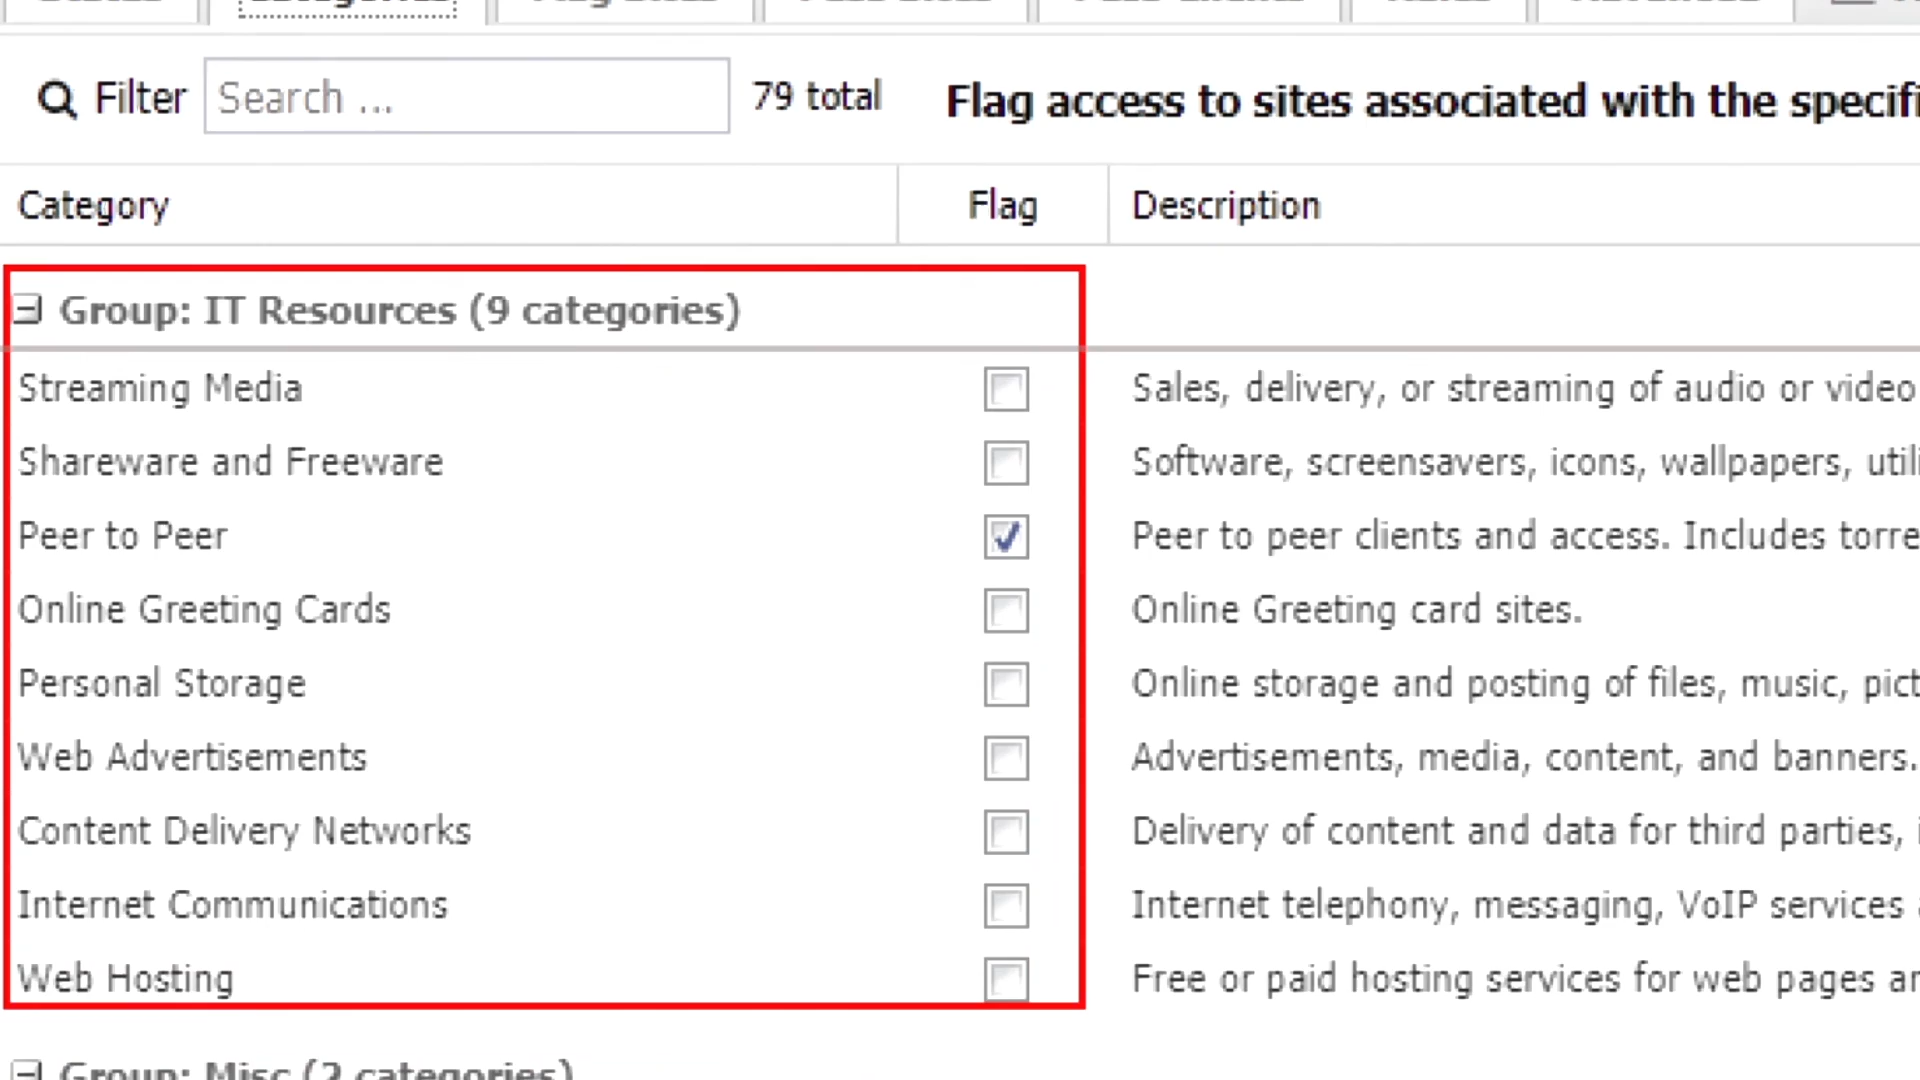 Categories
Filter Search ... 79 total Flag access to sites associated with the
Category Flag Description
Group: IT Resources (9 categories)
Streaming Media Sales, delivery, or streaming of audio or video
Shareware and Freeware Software, screensavers, icons, wallpapers,
Peer to Peer Peer to peer clients and access. Includes
Online Greeting Cards Online Greeting card sites.
Personal Storage Online storage and posting of files, music,
Web Advertisements Advertisements, media, content, and banners.
Content Delivery Networks Delivery of content and data for third parties,
Internet Communications Internet telephony, messaging, VoIP services
Web Hosting Free or paid hosting services for web pages
Group: Misc (2 categories)